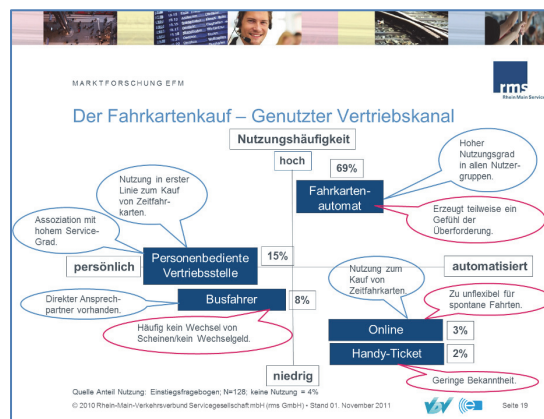 MARKTFORSCHUNG EFM
rms
Rhein-Main Service
Der Fahrkartenkauf – Genutzter Vertriebskanal
Nutzungshäufigkeit
hoch
69%
Fahrkarten-
automat
Hoher
Nutzungsgrad
in allen Nutzer-
gruppen.
Nutzung in erster
Linie zum Kauf
von Zeitfahr-
karten.
Erzeugt teilweise ein
Gefühl der
Überforderung.
Assoziation mit
hohem Service-
Grad.
persönlich
Personenbediente
Vertriebsstelle
15%
automatisiert
Nutzung zum
Kauf von
Zeitfahrkarten.
Direkter Ansprech-
partner vorhanden.
Busfahrer
8%
Zu unflexibel für
spontane Fahrten.
Häufig kein Wechsel von
Scheinen/kein Wechselgeld.
Online
3%
Handy-Ticket
2%
niedrig
Geringe Bekanntheit.
Quelle Anteil Nutzung: Einstiegsfragebogen; N=128; keine Nutzung = 4%
© 2010 Rhein-Main-Verkehrsverbund Servicegesellschaft mbH (rms GmbH) • Stand 01. November 2011
Seite 19